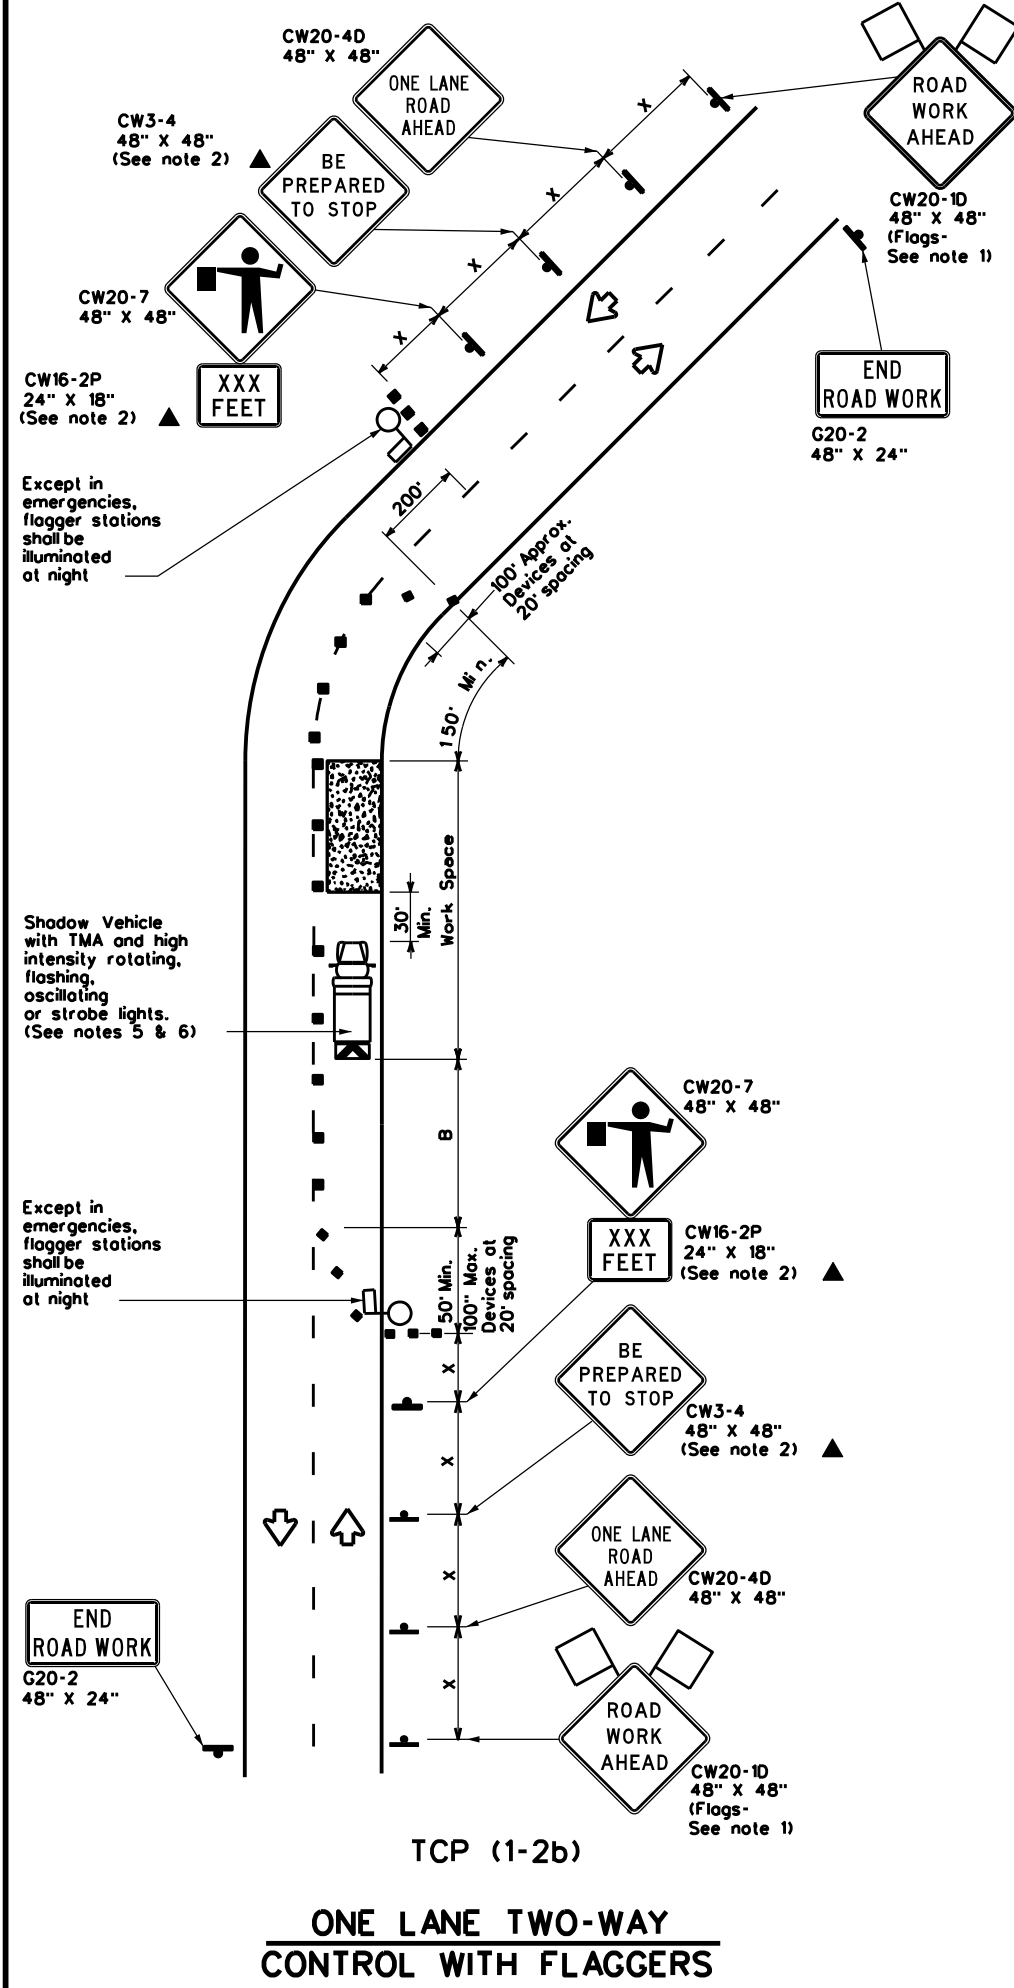 CW20-4D
48" X 48"
ONE LANE
ROAD
AHEAD
ROAD
WORK
AHEAD
CW20-1D
48" X 48"
(Flags-
See note 1)
CW3-4
48" X 48"
(See note 2)
BE
PREPARED
TO STOP
X
X
X
X
CW20-7
48" X 48"
CW16-2P
24" X 18"
(See note 2)
XXX
FEET
END
ROAD WORK
G20-2
48" X 24"
Except in
emergencies,
flagger stations
shall be
illuminated
at night
200'
100' Approx.
Devices at
20' spacing
150' Min.
Work Space
30'
Min.
Shadow Vehicle
with TMA and high
intensity rotating,
flashing,
oscillating
or strobe lights.
(See notes 5 & 6)
B
CW20-7
48" X 48"
XXX
FEET
CW16-2P
24" X 18"
(See note 2)
Except in
emergencies,
flagger stations
shall be
illuminated
at night
50' Min.
100" Max.
Devices at
20' spacing
X
X
X
X
BE
PREPARED
TO STOP
CW3-4
48" X 48"
(See note 2)
ONE LANE
ROAD
AHEAD
CW20-4D
48" X 48"
END
ROAD WORK
G20-2
48" X 24"
ROAD
WORK
AHEAD
CW20-1D
48" X 48"
(Flags-
See note 1)
TCP (1-2b)
ONE LANE TWO-WAY
CONTROL WITH FLAGGERS